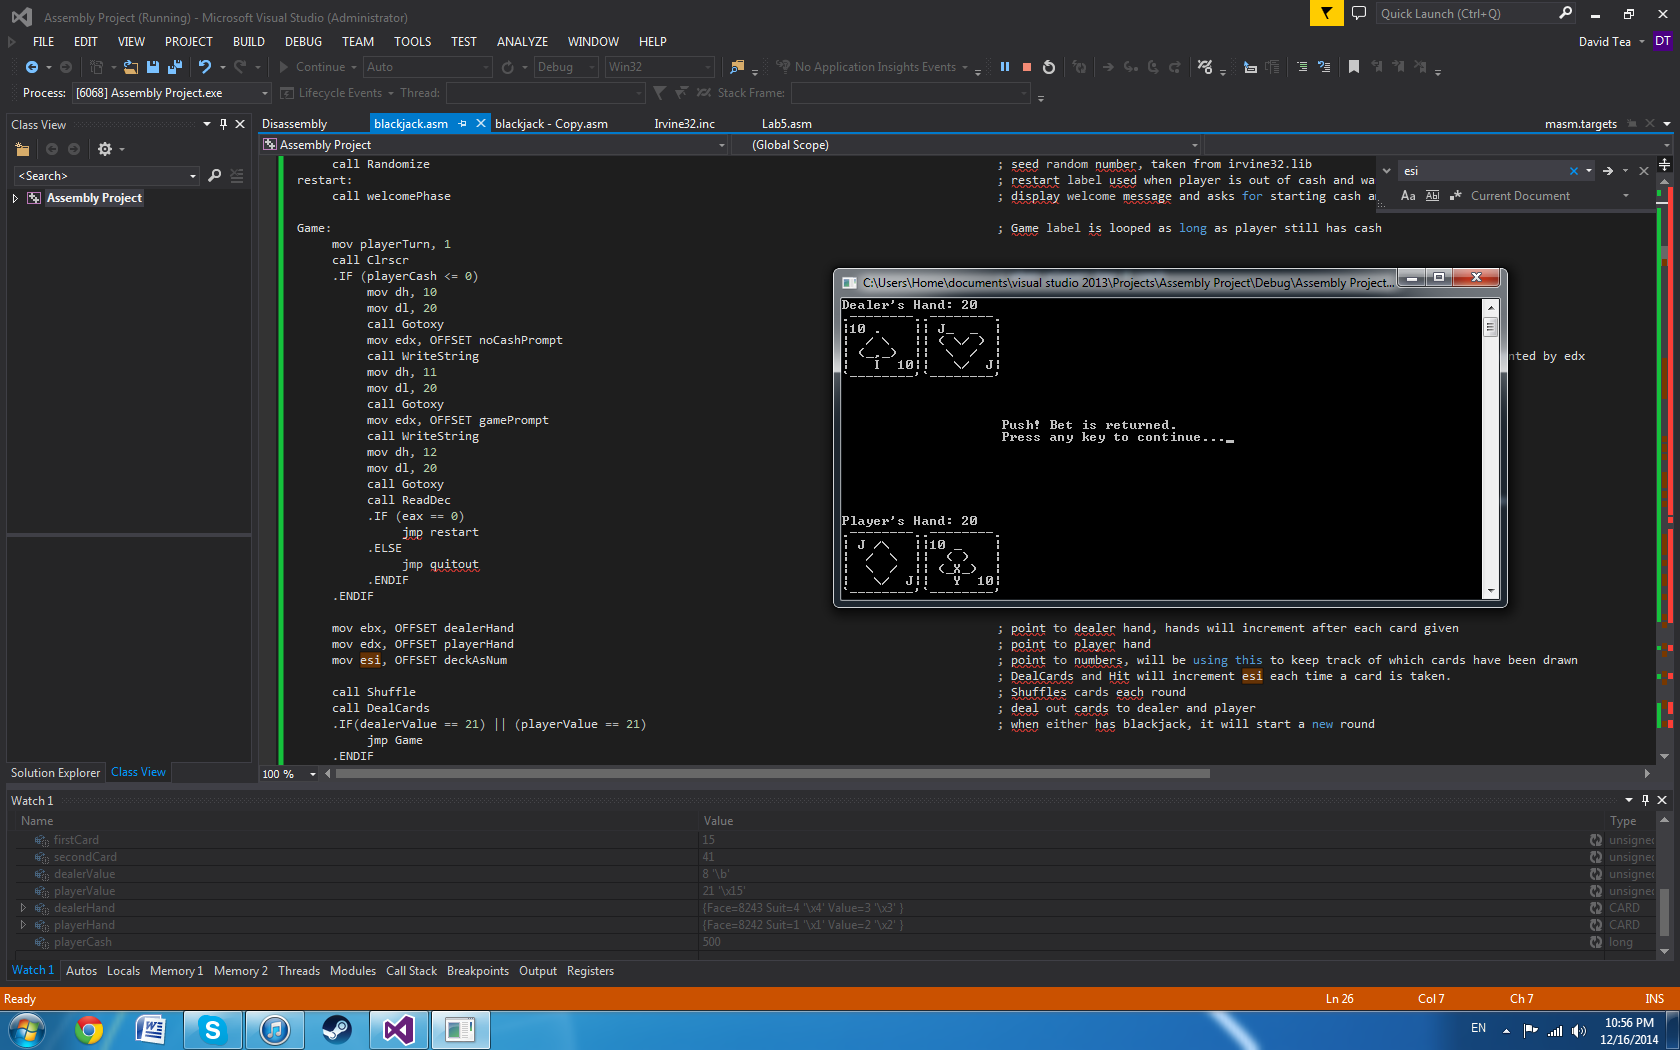 Assembly Project (Running) - Microsoft Visual Studio (Administrator)
Quick Launch (Ctrl+Q)
FILE EDIT VIEW PROJECT BUILD DEBUG TEAM TOOLS TEST ANALYZE WINDOW HELP
David Tea DT
Continue Auto Debug Win32 No Application Insights Events
Process: [6068] Assembly Project.exe Lifecycle Events Thread: Stack Frame:
Class View
Disassembly blackjack.asm blackjack - Copy.asm Irvine32.inc Lab5.asm masm.targets
Assembly Project (Global Scope)
<Search>
Assembly Project
esi
Aa Ab Current Document
call Randomize ; seed random number, taken from irvine32.lib
restart: ; restart label used when player is out of cash and wa
call welcomePhase ; display welcome message and asks for starting cash a
Game: ; Game label is looped as long as player still has cash
mov playerTurn, 1
call Clrscr
.IF (playerCash <= 0)
mov dh, 10
mov dl, 20
call Gotoxy
mov edx, OFFSET noCashPrompt
call WriteString nted by edx
mov dh, 11
mov dl, 20
call Gotoxy
mov edx, OFFSET gamePrompt
call WriteString
mov dh, 12
mov dl, 20
call Gotoxy
call ReadDec
.IF (eax == 0)
jmp restart
.ELSE
jmp quitout
.ENDIF
.ENDIF
mov ebx, OFFSET dealerHand ; point to dealer hand, hands will increment after each card given
mov edx, OFFSET playerHand ; point to player hand
mov esi, OFFSET deckAsNum ; point to numbers, will be using this to keep track of which cards have been drawn
; DealCards and Hit will increment esi each time a card is taken.
call Shuffle ; Shuffles cards each round
call DealCards ; deal out cards to dealer and player
.IF(dealerValue == 21) || (playerValue == 21) ; when either has blackjack, it will start a new round
jmp Game
.ENDIF
C:\Users\Home\documents\visual studio 2013\Projects\Assembly Project\Debug\Assembly Project...
Dealer's Hand: 20
10 J
10 J
Push! Bet is returned.
Press any key to continue..._
Player's Hand: 20
J 10
J 10
Solution Explorer Class View
100 %
Watch 1
Name Value Type
firstCard 15 unsigned
secondCard 41 unsigned
dealerValue 8 '\b' unsigned
playerValue 21 '\x15' unsigned
dealerHand {Face=8243 Suit=4 '\x4' Value=3 '\x3' } CARD
playerHand {Face=8242 Suit=1 '\x1' Value=2 '\x2' } CARD
playerCash 500 long
Watch 1 Autos Locals Memory 1 Memory 2 Threads Modules Call Stack Breakpoints Output Registers
Ready Ln 26 Col 7 Ch 7 INS
EN 10:56 PM
12/16/2014